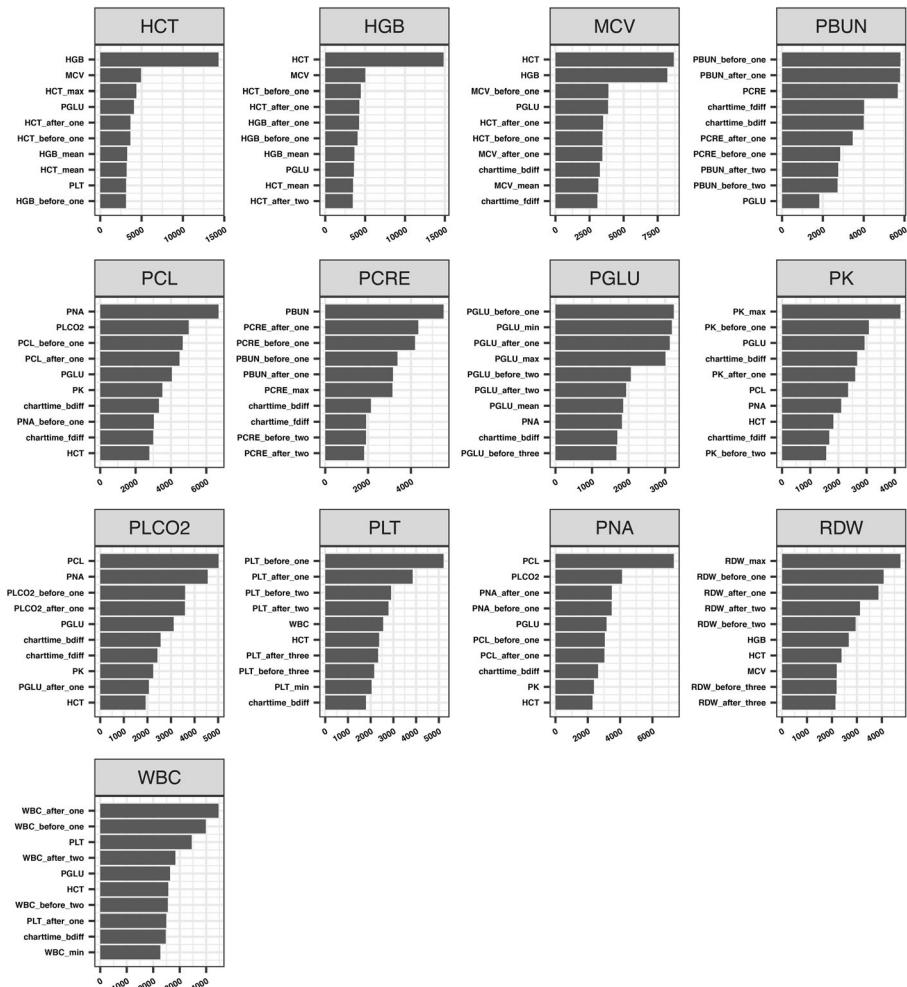 HCT
HGB
MCV
HCT_max
PGLU
HCT_after_one
HCT_before_one
HGB_mean
HCT_mean
PLT
HGB_before_one
0
5000
10000
15000
HGB
HCT
MCV
HCT_before_one
HCT_after_one
HGB_after_one
HGB_before_one
HGB_mean
PGLU
HCT_mean
HCT_after_two
0
5000
10000
15000
MCV
HCT
HGB
MCV_before_one
PGLU
HCT_after_one
HCT_before_one
MCV_after_one
charttime_bdiff
MCV_mean
charttime_fdiff
0
2500
5000
7500
PBUN
PBUN_before_one
PBUN_after_one
PCRE
charttime_fdiff
charttime_bdiff
PCRE_after_one
PCRE_before_one
PBUN_after_two
PBUN_before_two
PGLU
0
2000
4000
6000
PCL
PNA
PLCO2
PCL_before_one
PCL_after_one
PGLU
PK
charttime_bdiff
PNA_before_one
charttime_fdiff
HCT
0
2000
4000
6000
PCRE
PBUN
PCRE_after_one
PCRE_before_one
PBUN_before_one
PBUN_after_one
PCRE_max
charttime_bdiff
charttime_fdiff
PCRE_before_two
PCRE_after_two
0
2000
4000
PGLU
PGLU_before_one
PGLU_min
PGLU_after_one
PGLU_max
PGLU_before_two
PGLU_after_two
PGLU_mean
PNA
charttime_bdiff
PGLU_before_three
0
1000
2000
3000
PK
PK_max
PK_before_one
PGLU
charttime_bdiff
PK_after_one
PCL
PNA
HCT
charttime_fdiff
PK_before_two
0
1000
2000
3000
4000
PLCO2
PCL
PNA
PLCO2_before_one
PLCO2_after_one
PGLU
charttime_bdiff
charttime_fdiff
PK
PGLU_after_one
HCT
0
1000
2000
3000
4000
5000
PLT
PLT_before_one
PLT_after_one
PLT_before_two
PLT_after_two
WBC
HCT
PLT_after_three
PLT_before_three
PLT_min
charttime_bdiff
0
1000
2000
3000
4000
5000
PNA
PCL
PLCO2
PNA_after_one
PNA_before_one
PGLU
PCL_before_one
PCL_after_one
charttime_bdiff
PK
HCT
0
2000
4000
6000
RDW
RDW_max
RDW_before_one
RDW_after_one
RDW_after_two
RDW_before_two
HGB
HCT
MCV
RDW_before_three
RDW_after_three
0
1000
2000
3000
4000
WBC
WBC_after_one
WBC_before_one
PLT
WBC_after_two
PGLU
HCT
WBC_before_two
PLT_after_one
charttime_bdiff
WBC_min
0
1000
2000
3000
4000